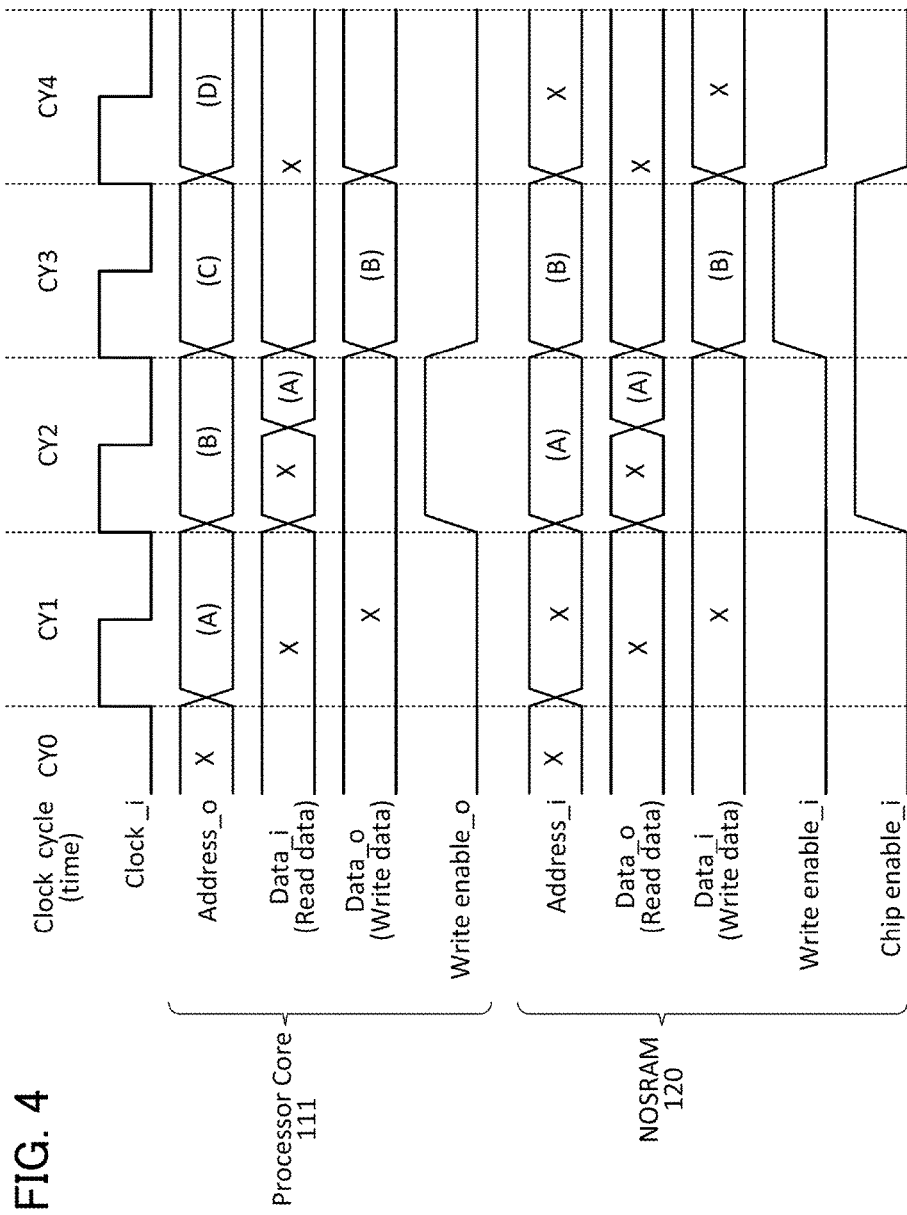 FIG. 4
Clock cycle CY0 CY1 CY2 CY3 CY4
(time)
Clock_i
Processor Core
111
Address_o X (A) (B) (C) (D)
Data_i X X (A) X
(Read data)
Data_o X (B)
(Write data)
Write enable_o
NOSRAM
120
Address_i X X (A) (B) X
Data_o X X (A) X
(Read data)
Data_i X (B) X
(Write data)
Write enable_i
Chip enable_i